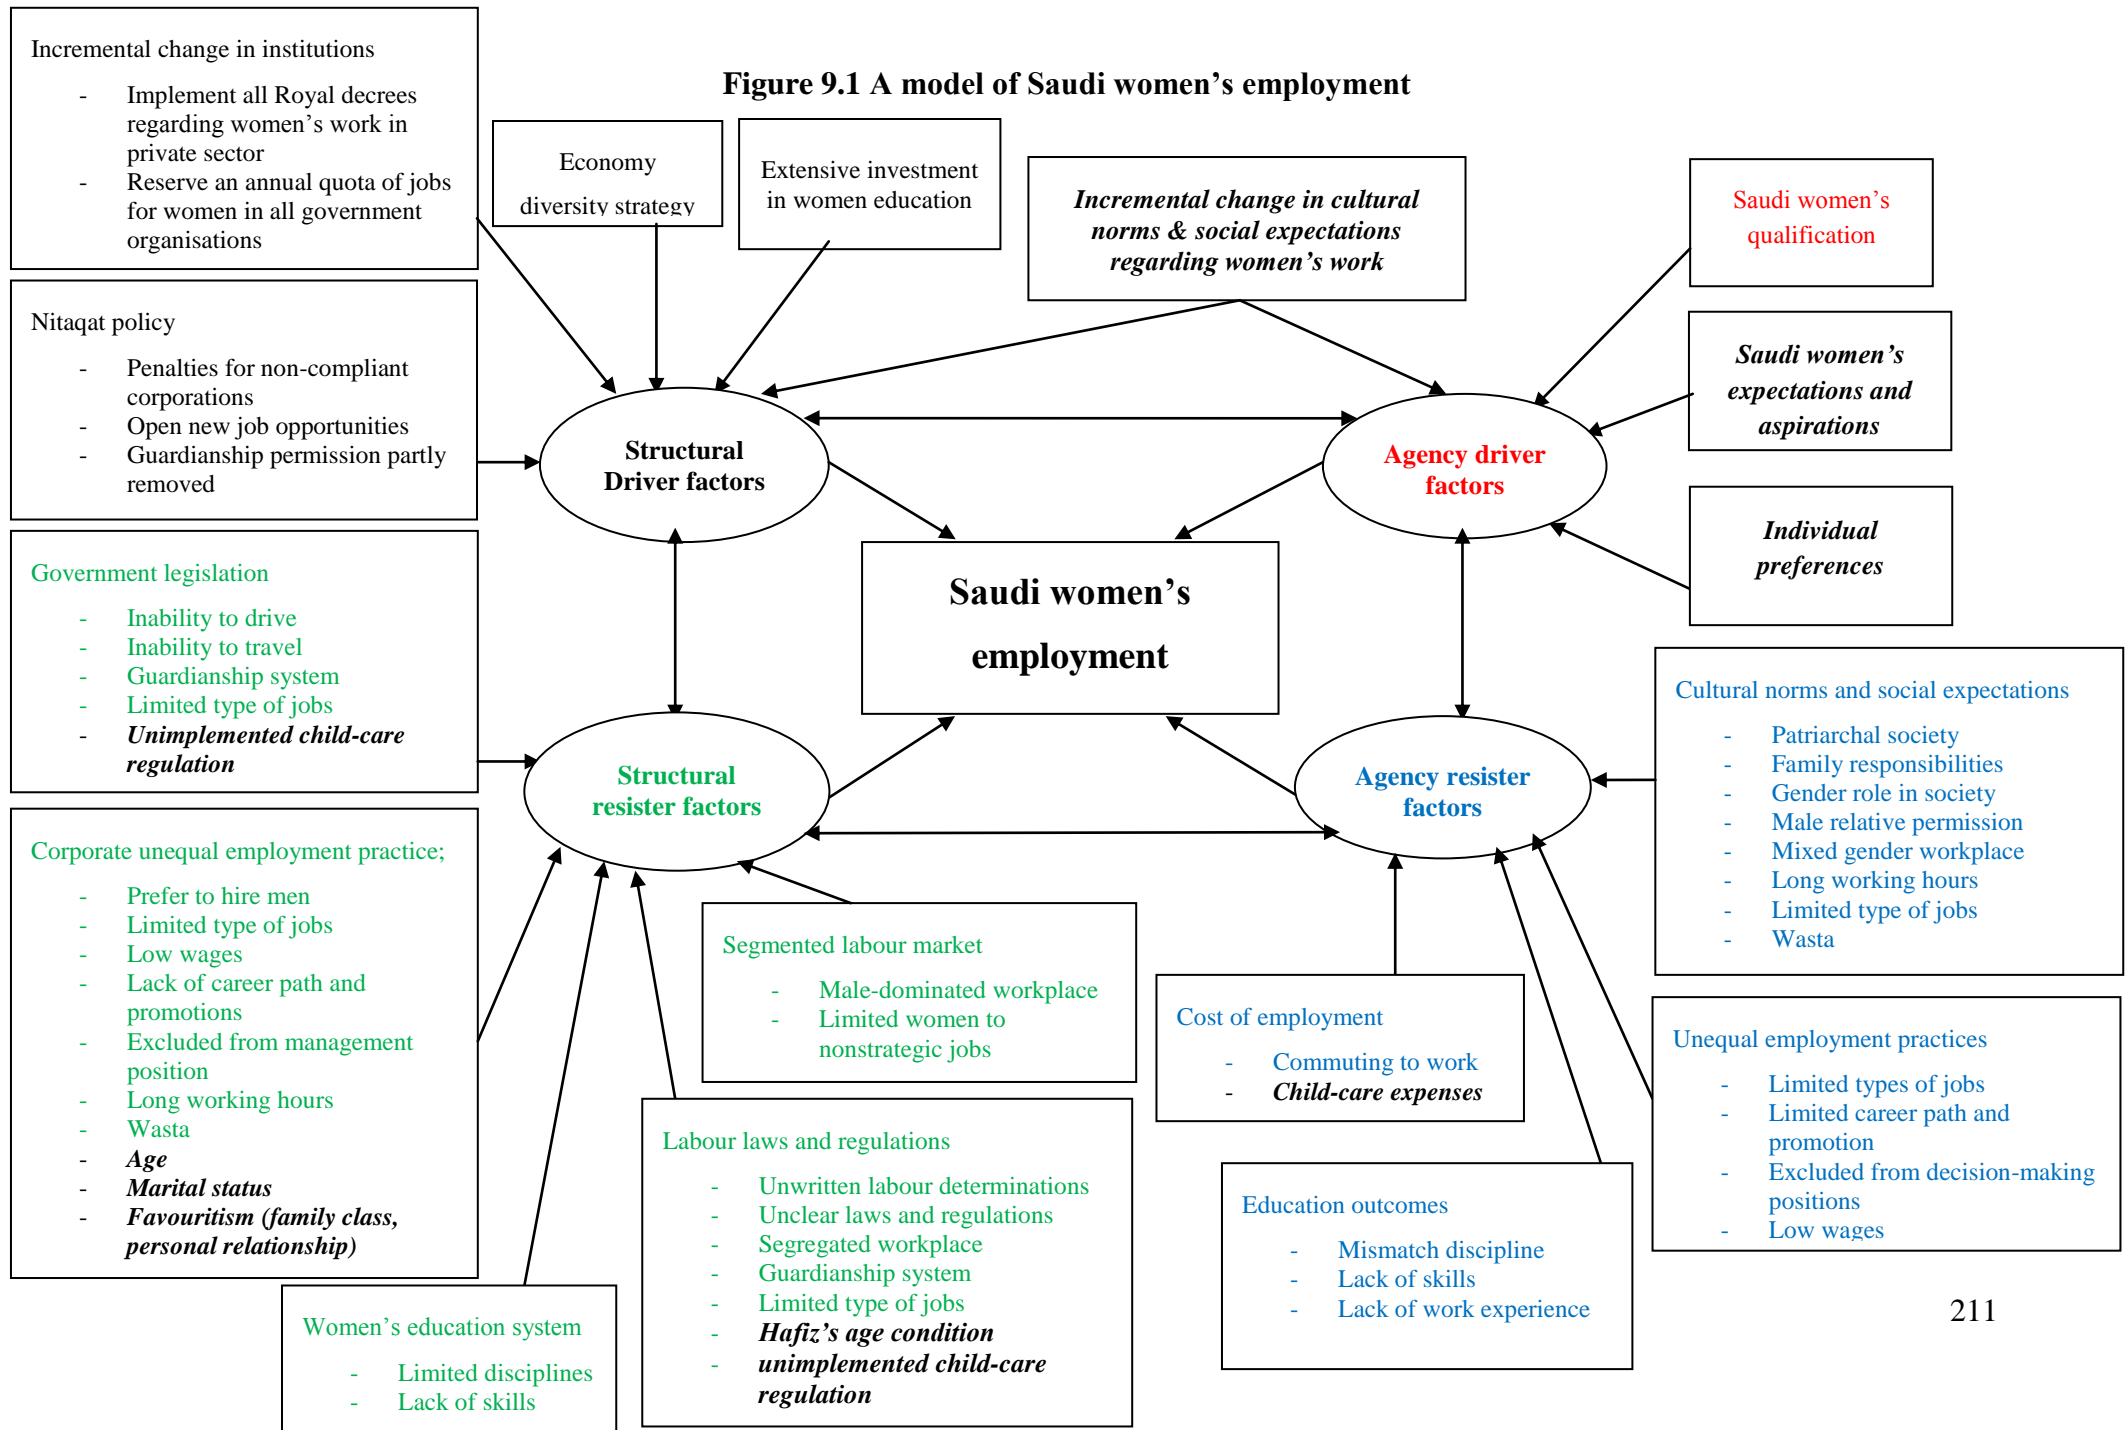 Incremental change in institutions
- Implement all Royal decrees
regarding women’s work in
private sector
- Reserve an annual quota of jobs
for women in all government
organisations
Figure 9.1 A model of Saudi women’s employment
Economy
diversity strategy
Extensive investment
in women education
Incremental change in cultural
norms & social expectations
regarding women’s work
Saudi women’s
qualification
Nitaqat policy
- Penalties for non-compliant
corporations
- Open new job opportunities
- Guardianship permission partly
removed
Saudi women’s
expectations and
aspirations
Structural
Driver factors
Agency driver
factors
Individual
preferences
Saudi women’s
employment
Government legislation
- Inability to drive
- Inability to travel
- Guardianship system
- Limited type of jobs
- Unimplemented child-care
regulation
Structural
resister factors
Agency resister
factors
Cultural norms and social expectations
- Patriarchal society
- Family responsibilities
- Gender role in society
- Male relative permission
- Mixed gender workplace
- Long working hours
- Limited type of jobs
- Wasta
Corporate unequal employment practice;
- Prefer to hire men
- Limited type of jobs
- Low wages
- Lack of career path and
promotions
- Excluded from management
position
- Long working hours
- Wasta
- Age
- Marital status
- Favouritism (family class,
personal relationship)
Segmented labour market
- Male-dominated workplace
- Limited women to
nonstrategic jobs
Cost of employment
- Commuting to work
- Child-care expenses
Unequal employment practices
- Limited types of jobs
- Limited career path and
promotion
- Excluded from decision-making
positions
- Low wages
Labour laws and regulations
- Unwritten labour determinations
- Unclear laws and regulations
- Segregated workplace
- Guardianship system
- Limited type of jobs
- Hafiz’s age condition
- unimplemented child-care
regulation
Education outcomes
- Mismatch discipline
- Lack of skills
- Lack of work experience
Women’s education system
- Limited disciplines
- Lack of skills
211